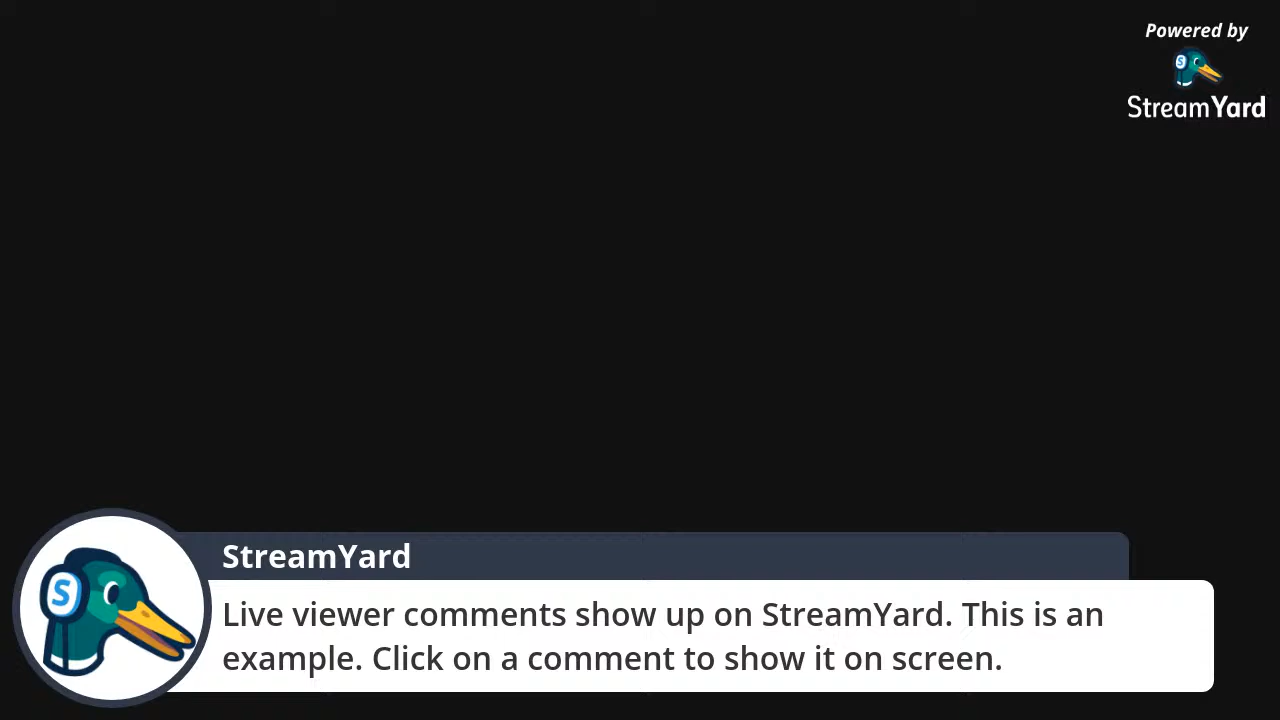 Powered by
S
StreamYard
S
StreamYard
Live viewer comments show up on StreamYard. This is an
example. Click on a comment to show it on screen.